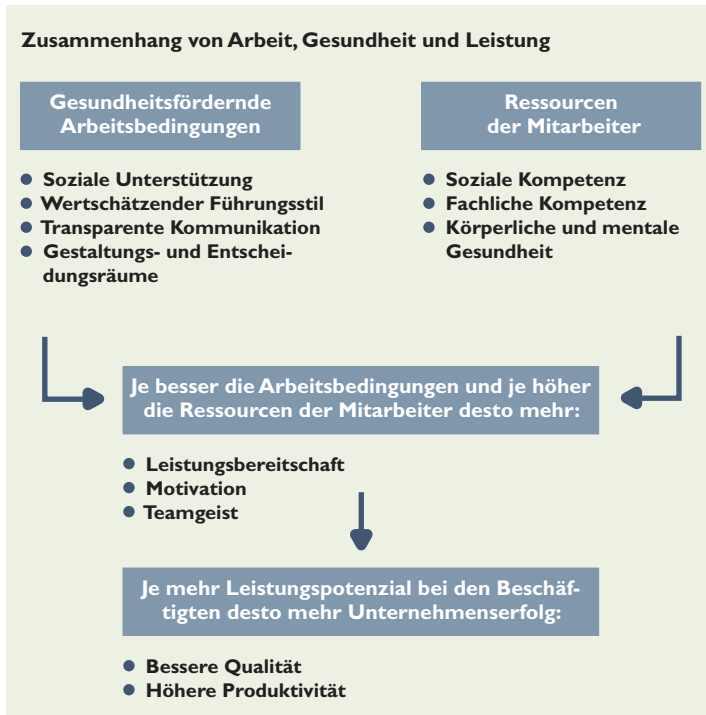 Zusammenhang von Arbeit, Gesundheit und Leistung
Gesundheitsfördernde
Arbeitsbedingungen
● Soziale Unterstützung
● Wertschätzender Führungsstil
● Transparente Kommunikation
● Gestaltungs- und Entschei-
dungsräume
Ressourcen
der Mitarbeiter
● Soziale Kompetenz
● Fachliche Kompetenz
● Körperliche und mentale
Gesundheit
Je besser die Arbeitsbedingungen und je höher
die Ressourcen der Mitarbeiter desto mehr:
● Leistungsbereitschaft
● Motivation
● Teamgeist
Je mehr Leistungspotenzial bei den Beschäf-
tigten desto mehr Unternehmenserfolg:
● Bessere Qualität
● Höhere Produktivität